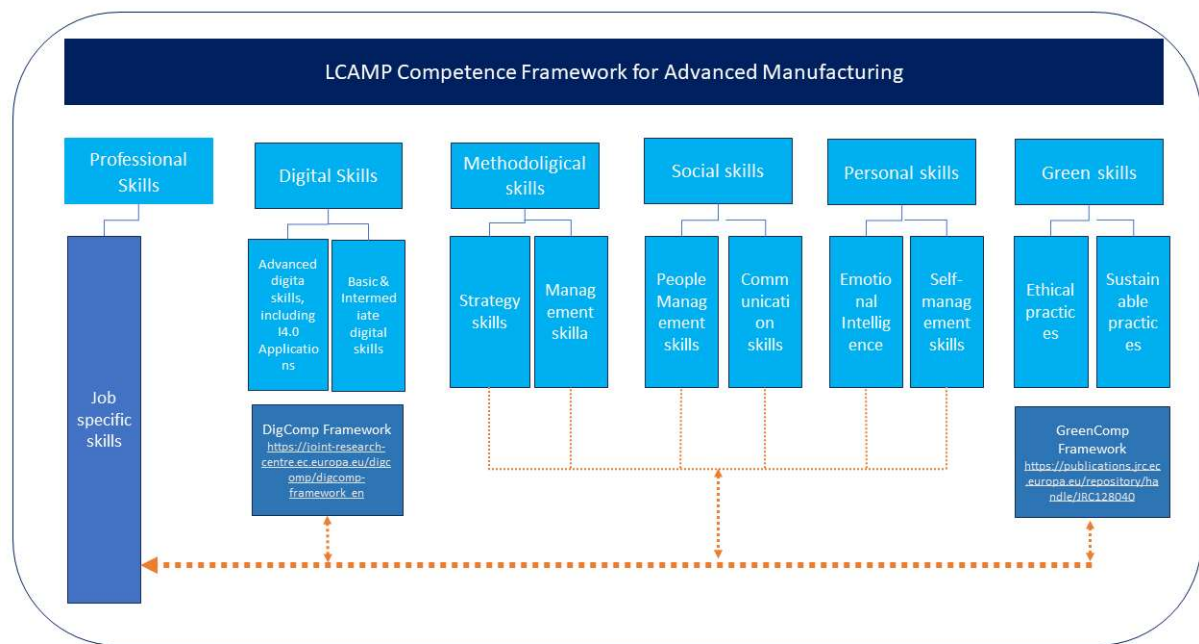 LCAMP Competence Framework for Advanced Manufacturing
Professional
Skills
Digital Skills
Methodoligical
skills
Social skills
Personal skills
Green skills
Job
specific
skills
Advanced
digita skills,
including
I4.0
Applicatio
ns
Basic &
Intermed
iate
digital
skills
Strategy
skills
Manag
ement
skilla
People
Manag
ement
skills
Comm
unicati
on
skills
Emotio
nal
Intellig
ence
Self-
manag
ement
skills
Ethical
practic
es
Sustain
able
practic
es
DigComp Framework
https://joint-research-
centre.ec.europa.eu/digc
omp/digcomp-
framework_en
GreenComp
Framework
https://publications.jrc.ec
.europa.eu/repository/ha
ndle/JRC128040